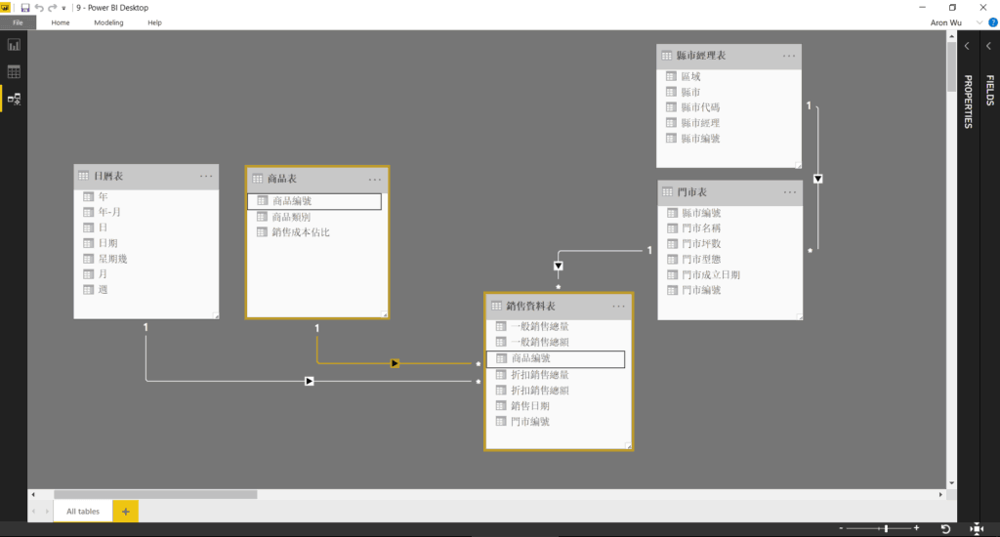 9 - Power BI Desktop
Aron Wu
File Home Modeling Help
縣市經理表
區域
縣市
縣市代碼
縣市經理
縣市編號
日曆表
年
年-月
日
日期
星期幾
月
週
商品表
商品編號
商品類別
銷售成本佔比
門市表
縣市編號
門市名稱
門市坪數
門市型態
門市成立日期
門市編號
銷售資料表
一般銷售總量
一般銷售總額
商品編號
折扣銷售總量
折扣銷售總額
銷售日期
門市編號
1
*
1
*
1
*
1
*
PROPERTIES
FIELDS
All tables